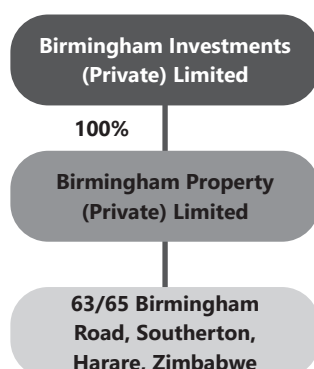 Birmingham Investments
(Private) Limited
100%
Birmingham Property
(Private) Limited
63/65 Birmingham
Road, Southerton,
Harare, Zimbabwe